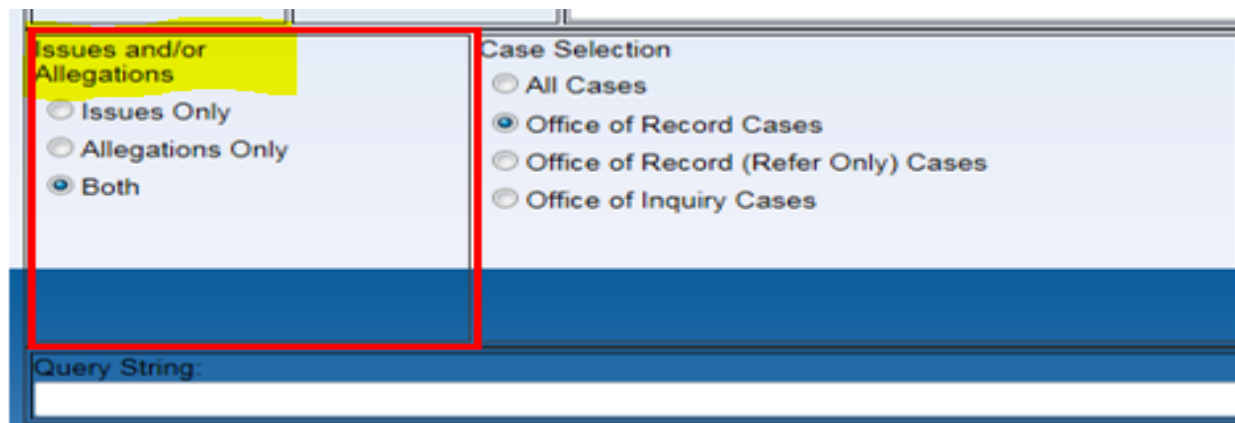 Issues and/or
Allegations
Issues Only
Allegations Only
Both
Case Selection
All Cases
Office of Record Cases
Office of Record (Refer Only) Cases
Office of Inquiry Cases
Query String: